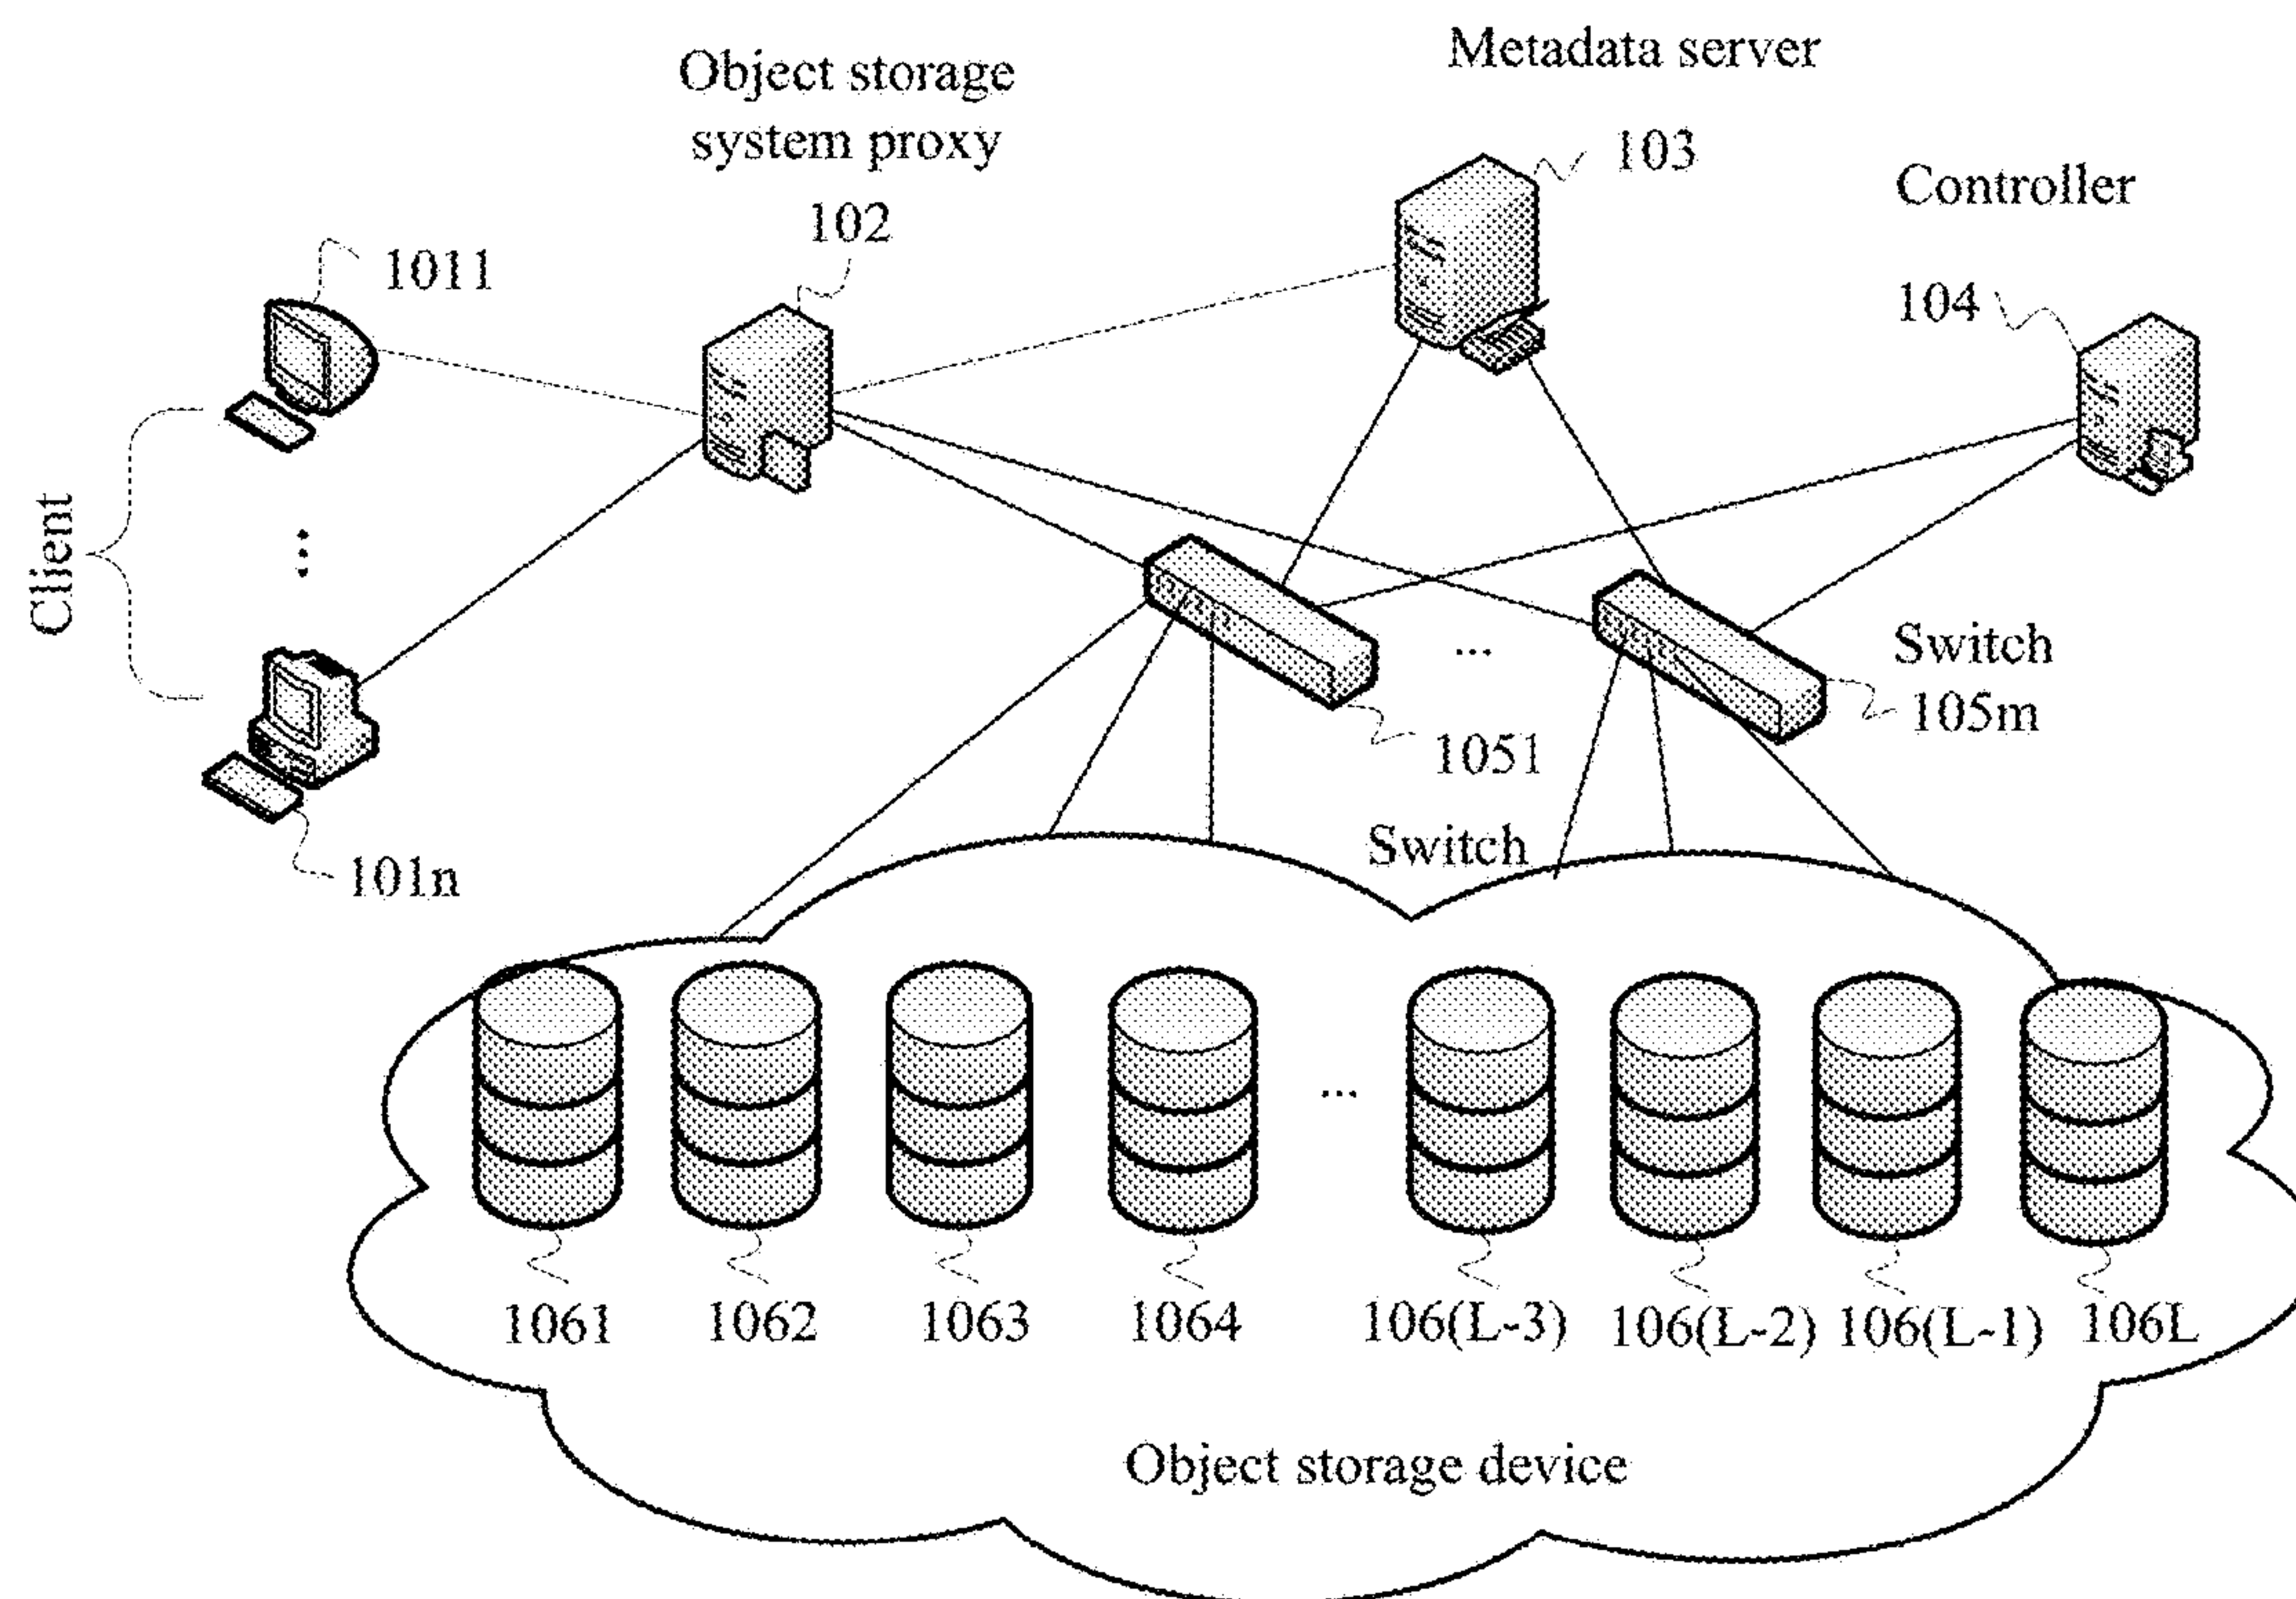 Object storage
system proxy
102
Metadata server
103
Controller
104
1011
Client
...
101n
...
1051
Switch
Switch
105m
1061
1062
1063
1064
...
106(L-3)
106(L-2)
106(L-1)
106L
Object storage device